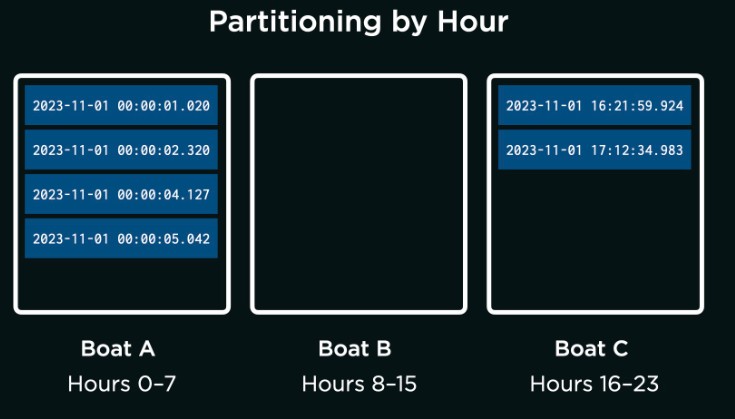 Partitioning by Hour
2023-11-01 00:00:01.020
2023-11-01 00:00:02.320
2023-11-01 00:00:04.127
2023-11-01 00:00:05.042
Boat A
Hours 0–7
Boat B
Hours 8–15
2023-11-01 16:21:59.924
2023-11-01 17:12:34.983
Boat C
Hours 16–23